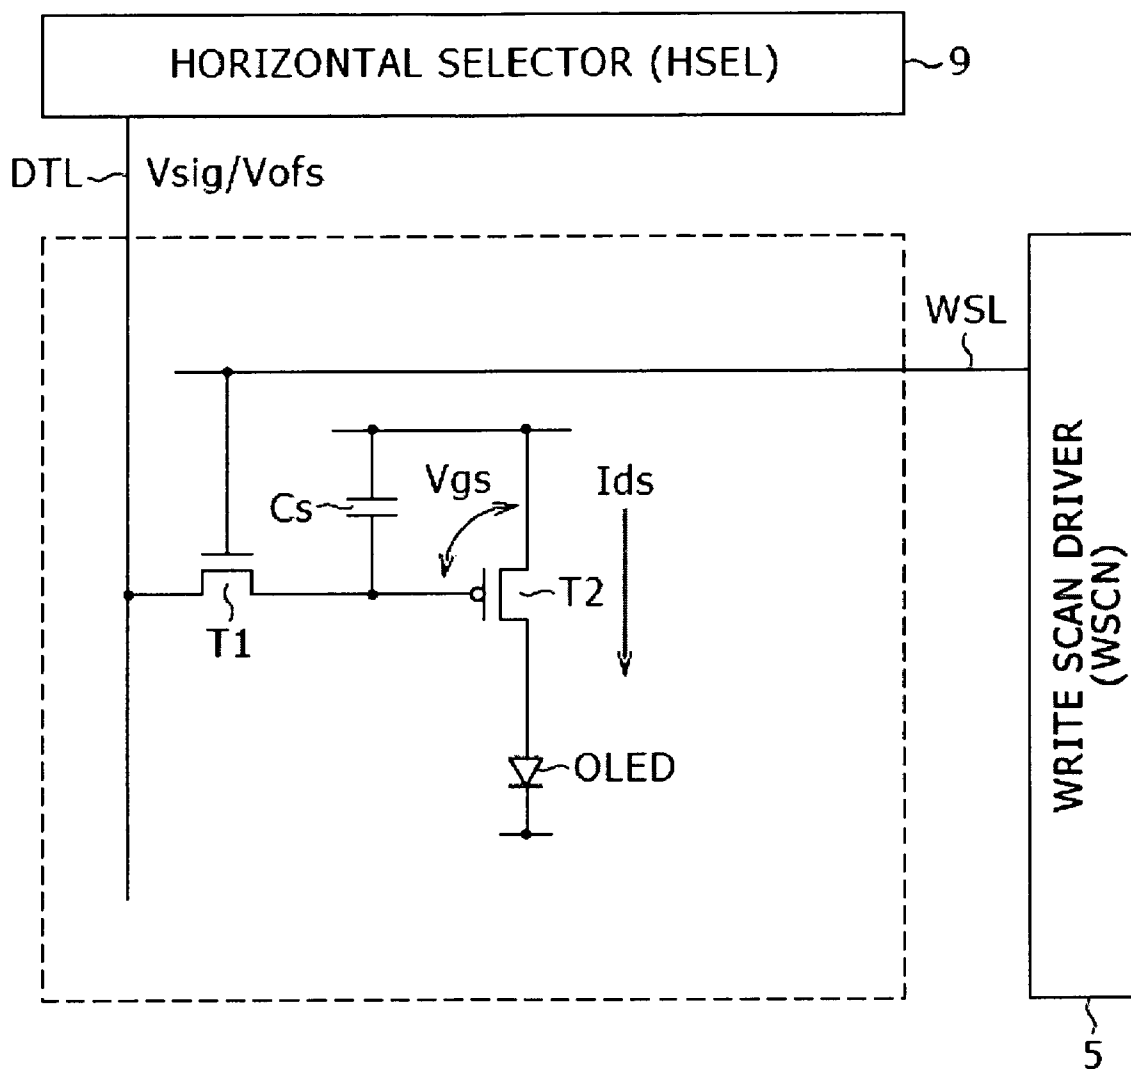 HORIZONTAL SELECTOR (HSEL)
9
DTL
Vsig/Vofs
WSL
Vgs
Ids
Cs
T2
T1
OLED
WRITE SCAN DRIVER
(WSCN)
5